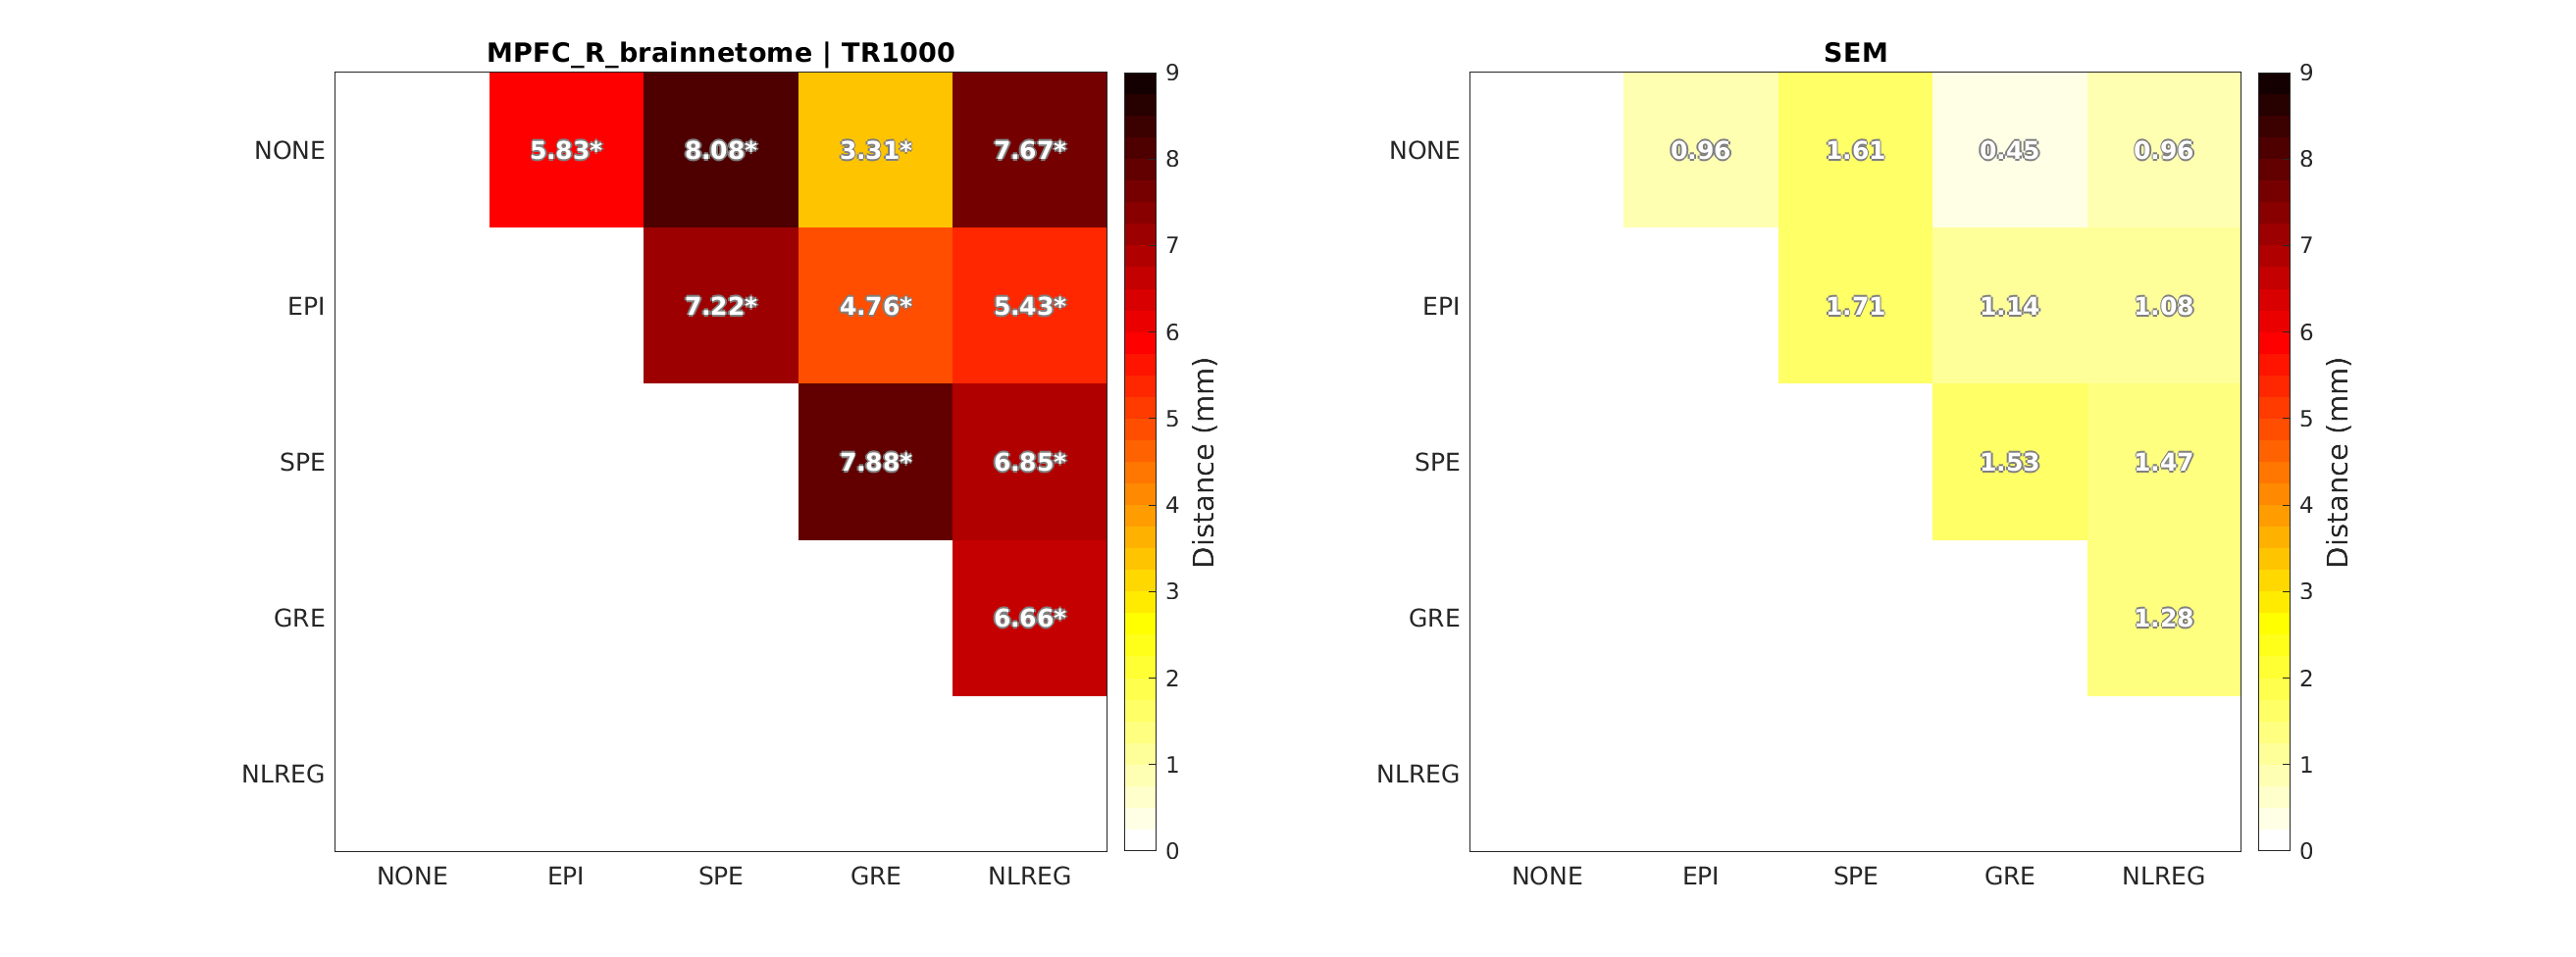 MPFC_R_brainnetome | TR1000
NONE 5.83* 8.08* 3.31* 7.67*
EPI 7.22* 4.76* 5.43*
SPE 7.88* 6.85*
GRE 6.66*
NLREG
NONE EPI SPE GRE NLREG
9
8
7
6
5
4
3
2
1
0
Distance (mm)
SEM
NONE 0.96 1.61 0.45 0.96
EPI 1.71 1.14 1.08
SPE 1.53 1.47
GRE 1.28
NLREG
NONE EPI SPE GRE NLREG
9
8
7
6
5
4
3
2
1
0
Distance (mm)